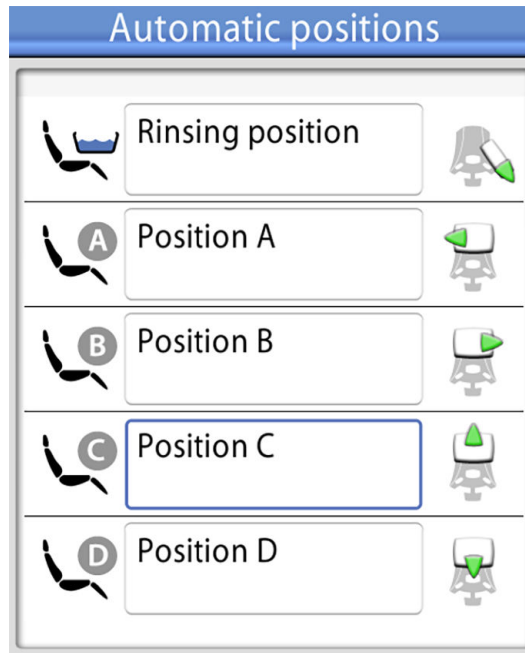 Automatic positions
Rinsing position
A
Position A
B
Position B
C
Position C
D
Position D